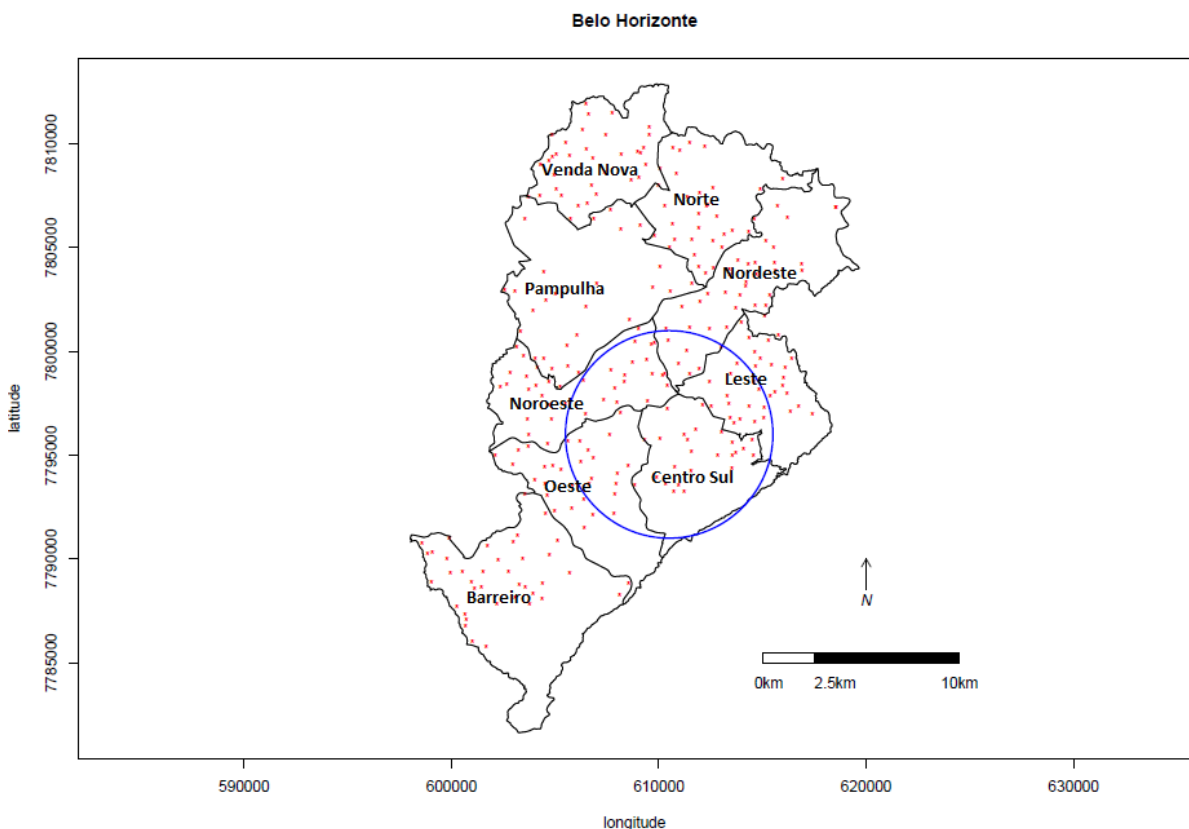 Belo Horizonte
7810000
7805000
7800000
7795000
7790000
7785000
latitude
Venda Nova
Norte
Nordeste
Pampulha
Leste
Noroeste
Centro Sul
Oeste
Barreiro
N
0km 2.5km 10km
590000 600000 610000 620000 630000
longitude